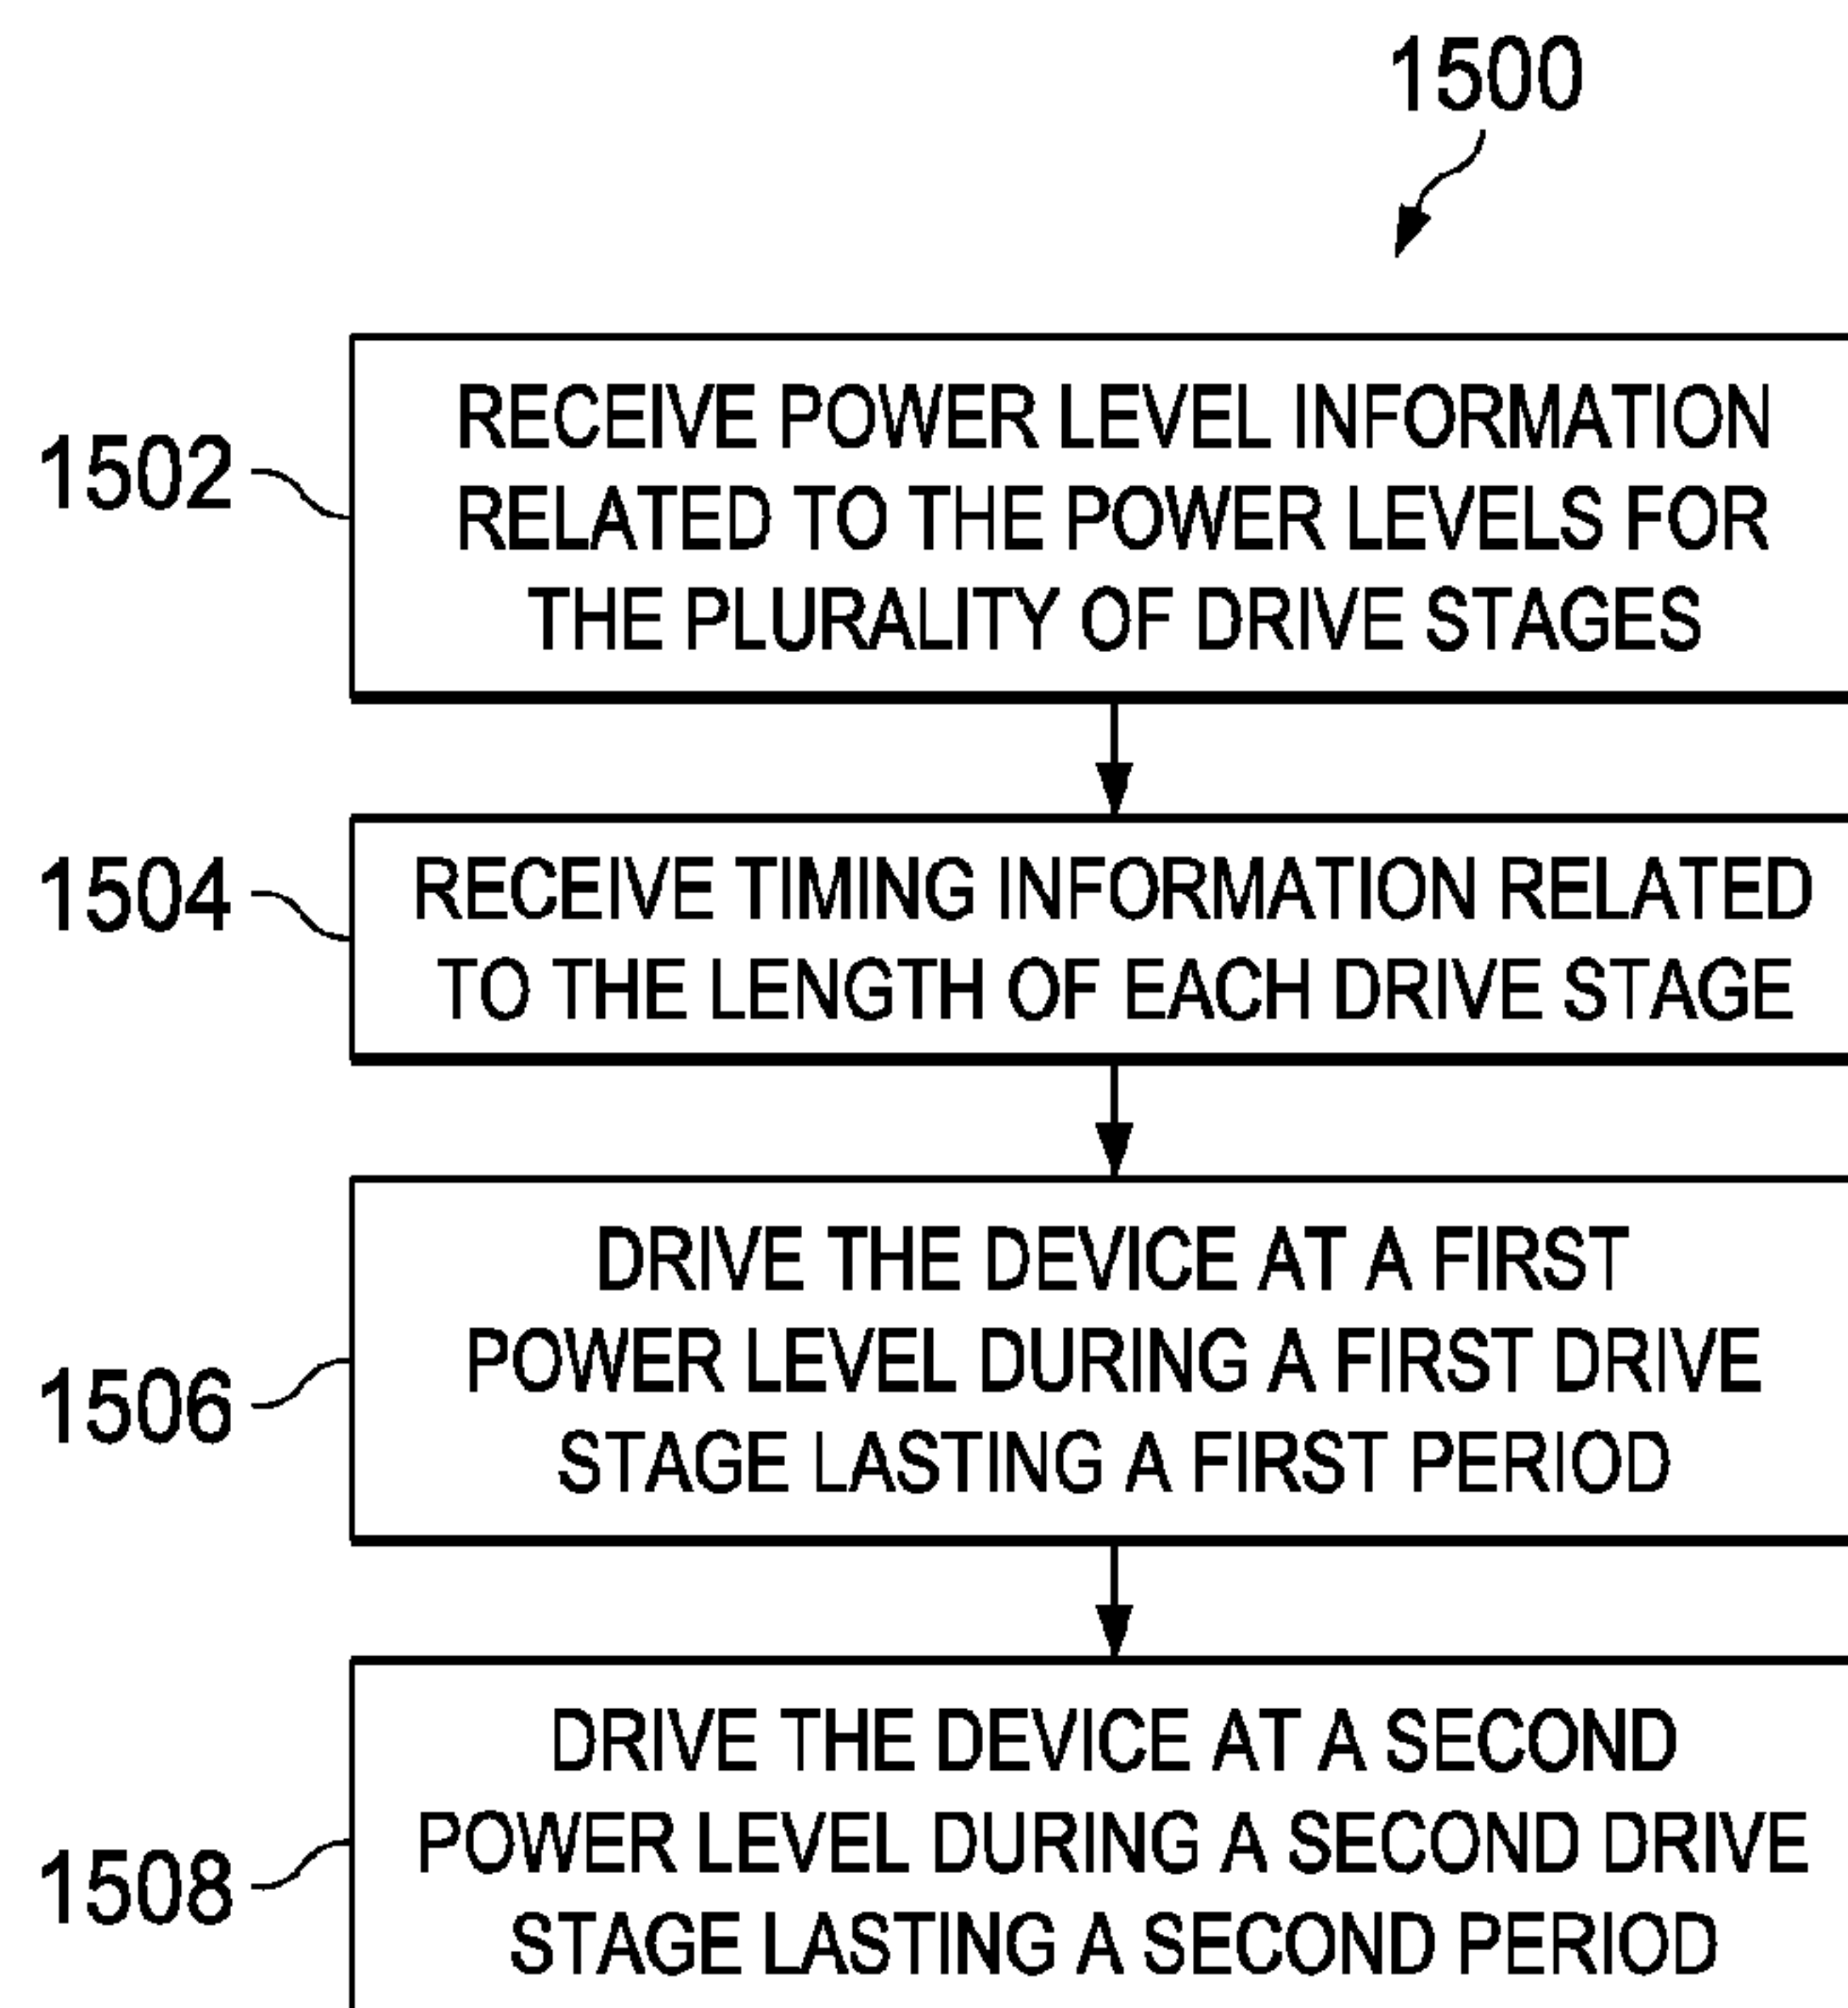 1500
1502
RECEIVE POWER LEVEL INFORMATION
RELATED TO THE POWER LEVELS FOR
THE PLURALITY OF DRIVE STAGES
1504
RECEIVE TIMING INFORMATION RELATED
TO THE LENGTH OF EACH DRIVE STAGE
1506
DRIVE THE DEVICE AT A FIRST
POWER LEVEL DURING A FIRST DRIVE
STAGE LASTING A FIRST PERIOD
1508
DRIVE THE DEVICE AT A SECOND
POWER LEVEL DURING A SECOND DRIVE
STAGE LASTING A SECOND PERIOD